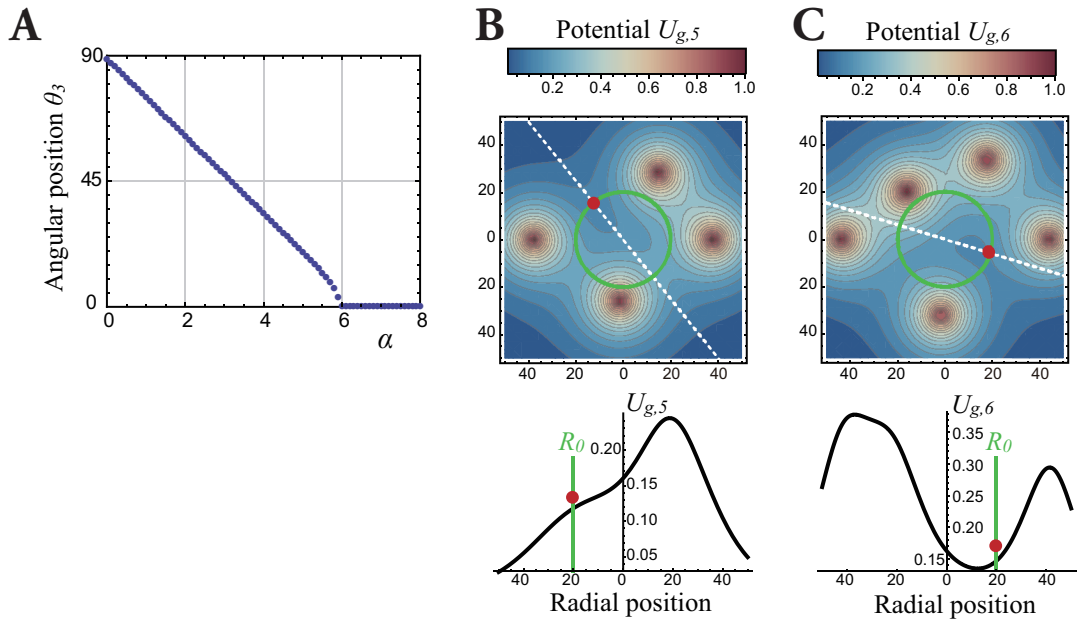 A
Angular position θ3
90
45
0
0 2 4 6 8
α
B
Potential Ug,5
0.2 0.4 0.6 0.8 1.0
40
20
0
20
40
40 20 0 20 40
Ug,5
R0
0.20
0.15
0.10
0.05
40 20 0 20 40
Radial position
C
Potential Ug,6
0.2 0.4 0.6 0.8 1.0
40
20
0
20
40
40 20 0 20 40
Ug,6
R0
0.35
0.30
0.25
0.20
0.15
40 20 0 20 40
Radial position